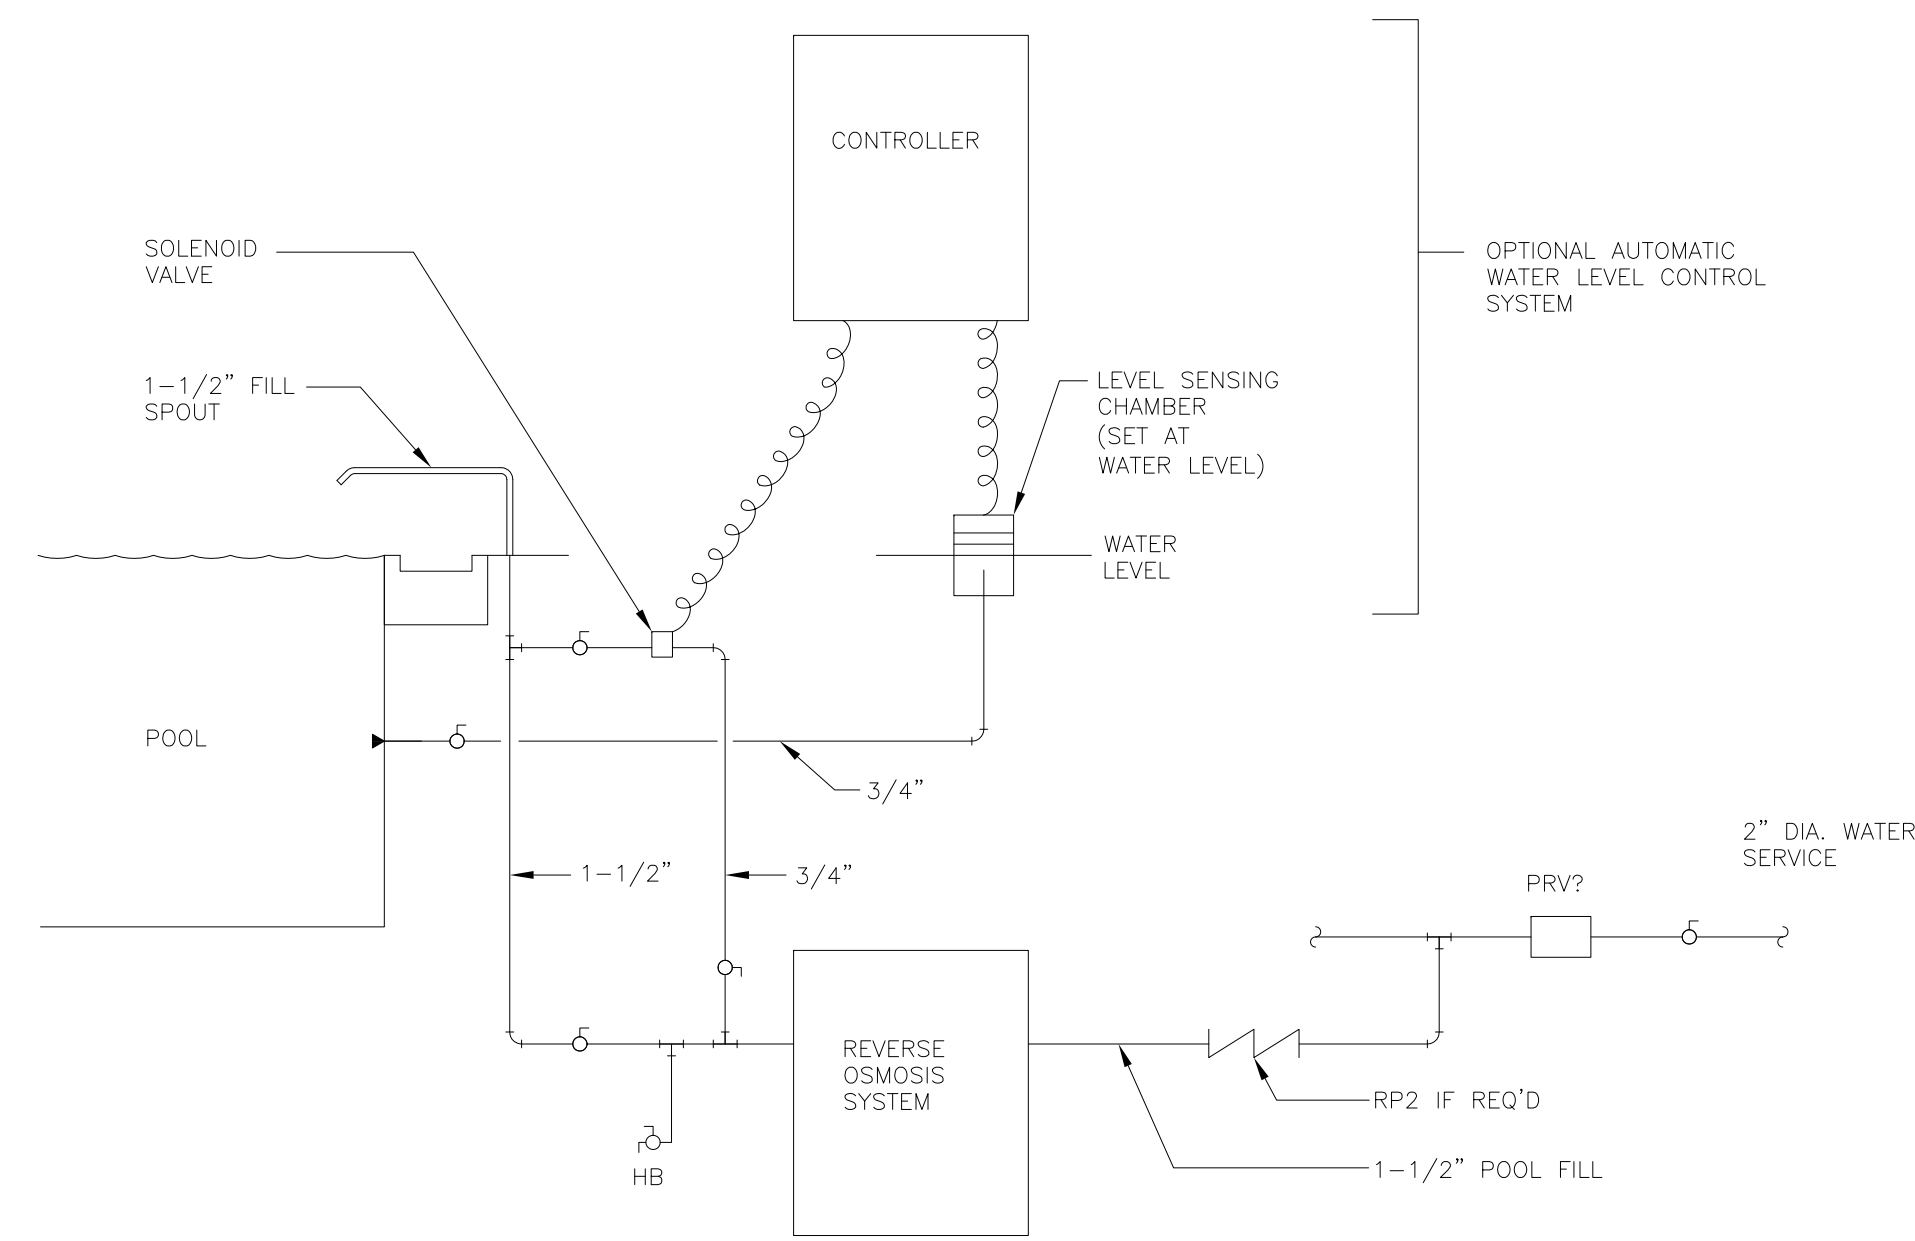 CONTROLLER
SOLENOID
VALVE
OPTIONAL AUTOMATIC
WATER LEVEL CONTROL
SYSTEM
1-1/2” FILL
SPOUT
LEVEL SENSING
CHAMBER
(SET AT
WATER LEVEL)
WATER
LEVEL
POOL
3/4”
2” DIA. WATER
SERVICE
1-1/2”
3/4”
PRV?
REVERSE
OSMOSIS
SYSTEM
RP2 IF REQ’D
1-1/2” POOL FILL
HB